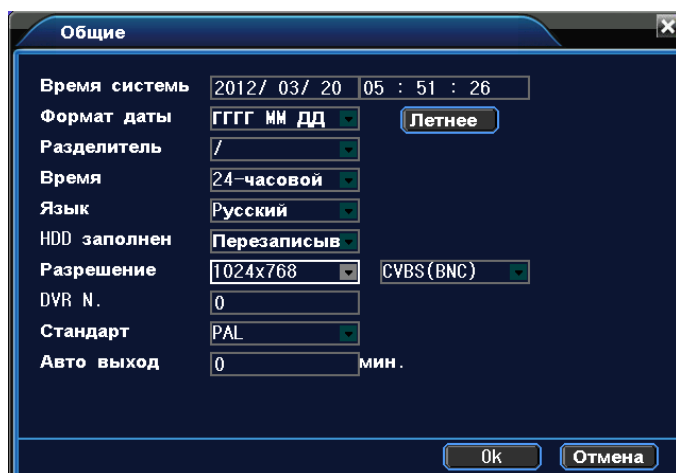 Общие
Время системь 2012/ 03/ 20 05 : 51 : 26
Формат даты ГГГГ ММ ДД Летнее
Разделитель /
Время 24-часовой
Язык Русский
HDD заполнен Перезаписыв
Разрешение 1024x768 CVBS(BNC)
DVR N. 0
Стандарт PAL
Авто выход 0 мин.
Ok Отмена